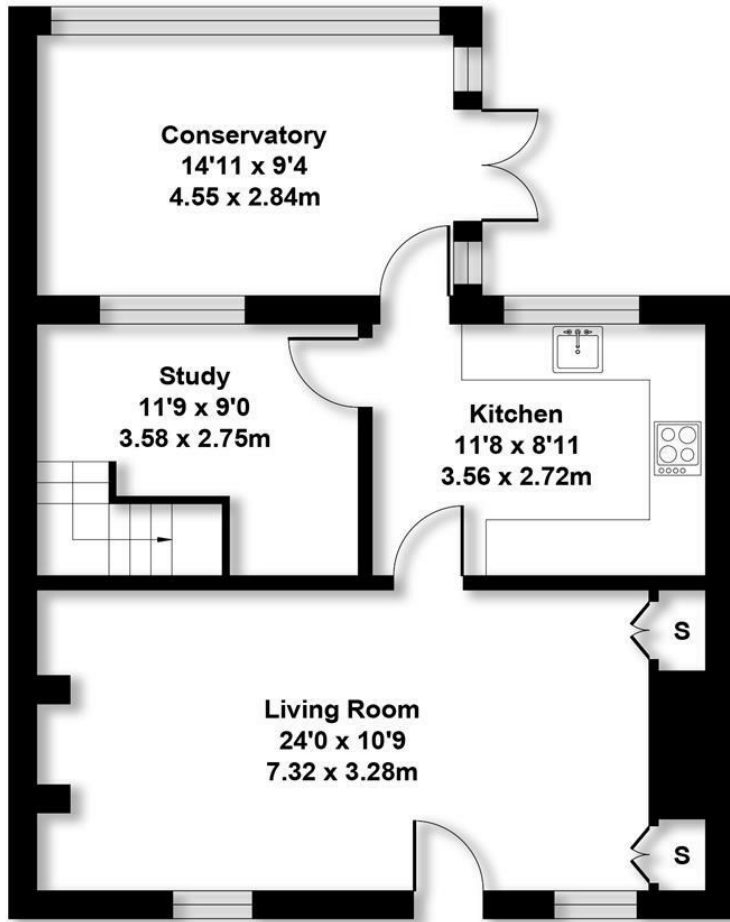 Conservatory
14'11 x 9'4
4.55 x 2.84m
Study
11'9 x 9'0
3.58 x 2.75m
Kitchen
11'8 x 8'11
3.56 x 2.72m
S
Living Room
24'0 x 10'9
7.32 x 3.28m
S